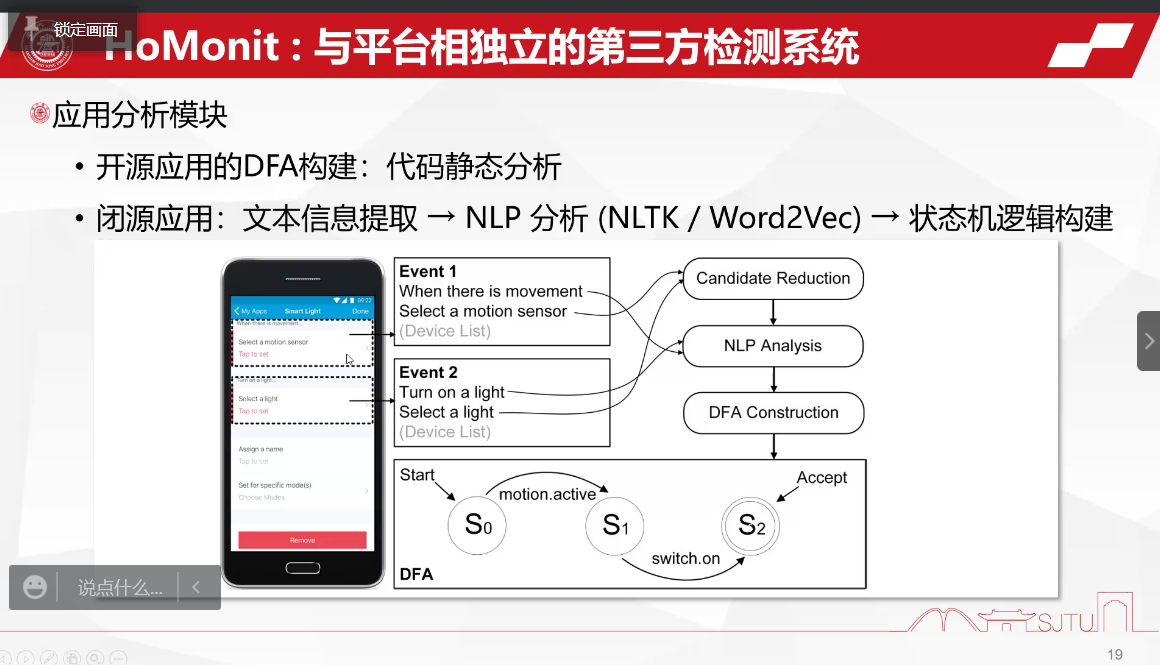 锁定画面
HoMonit：与平台相独立的第三方检测系统
应用分析模块
• 开源应用的DFA构建：代码静态分析
• 闭源应用：文本信息提取 → NLP 分析 (NLTK / Word2Vec) → 状态机逻辑构建
09:22
My Apps Smart Light Done
When there is movement...
Select a motion sensor
Tap to set
Turn on a light...
Select a light
Tap to set
Assign a name
Tap to set
Set for specific mode(s)
Choose Modes
Remove
Event 1
When there is movement
Select a motion sensor
(Device List)
Event 2
Turn on a light
Select a light
(Device List)
Candidate Reduction
NLP Analysis
DFA Construction
Start
motion.active
Accept
S0
S1
S2
switch.on
DFA
说点什么...
SJTU
19